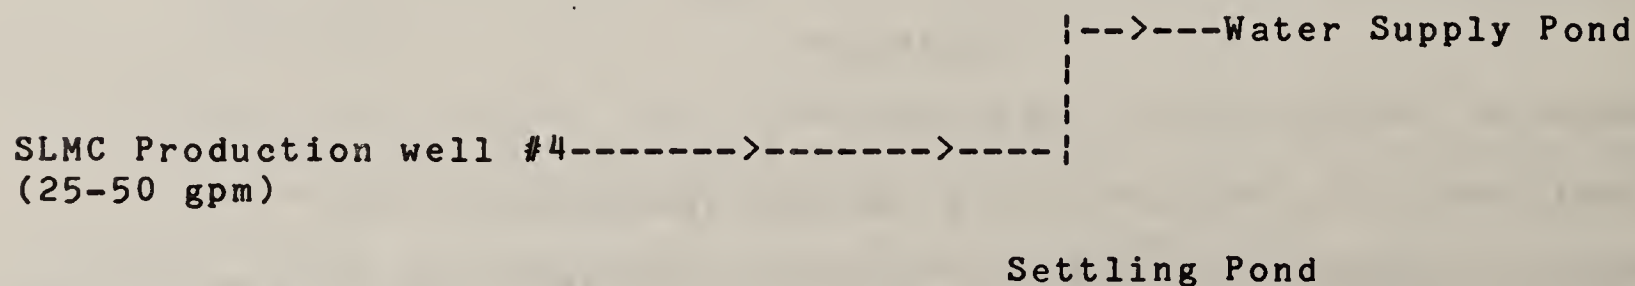 |-->---Water Supply Pond
SLMC Production well #4------->------->----|
(25-50 gpm)
Settling Pond